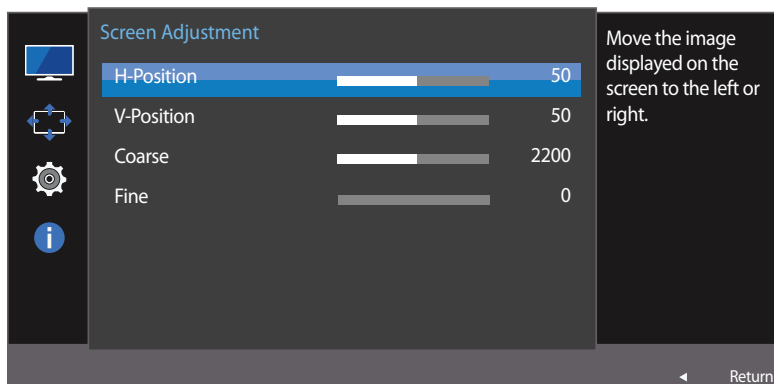 Screen Adjustment
H-Position 50
V-Position 50
Coarse 2200
Fine 0
Move the image
displayed on the
screen to the left or
right.
i
Return